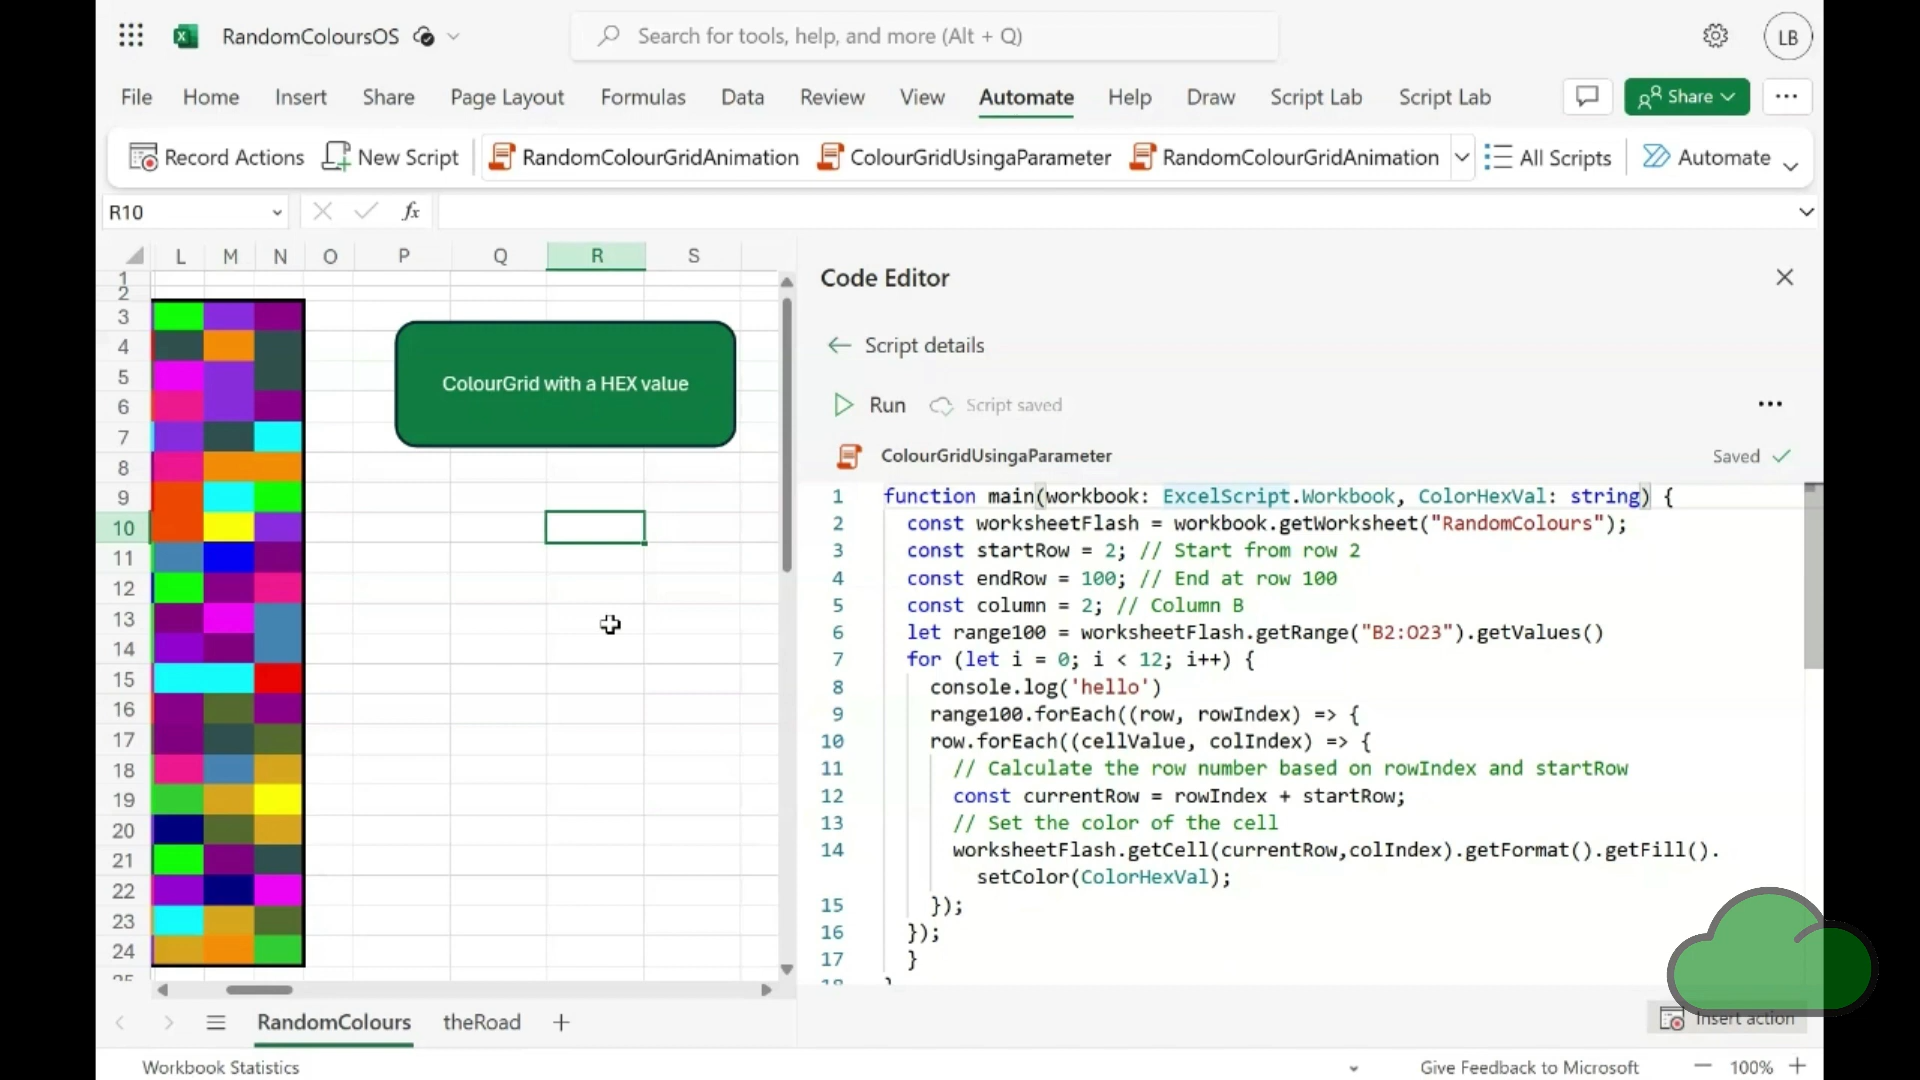 RandomColoursOS
Search for tools, help, and more (Alt + Q)
LB
File Home Insert Share Page Layout Formulas Data Review View Automate Help Draw Script Lab Script Lab
Share
Record Actions New Script RandomColourGridAnimation ColourGridUsingaParameter RandomColourGridAnimation All Scripts Automate
R10
fx
L M N O P Q R S
1
2
3
4
5
6
7
8
9
10
11
12
13
14
15
16
17
18
19
20
21
22
23
24
25
ColourGrid with a HEX value
Code Editor
Script details
Run Script saved
ColourGridUsingaParameter Saved
1 function main(workbook: ExcelScript.Workbook, ColorHexVal: string) {
2 const worksheetFlash = workbook.getWorksheet("RandomColours");
3 const startRow = 2; // Start from row 2
4 const endRow = 100; // End at row 100
5 const column = 2; // Column B
6 let range100 = worksheetFlash.getRange("B2:O23").getValues()
7 for (let i = 0; i < 12; i++) {
8 console.log('hello')
9 range100.forEach((row, rowIndex) => {
10 row.forEach((cellValue, colIndex) => {
11 // Calculate the row number based on rowIndex and startRow
12 const currentRow = rowIndex + startRow;
13 // Set the color of the cell
14 worksheetFlash.getCell(currentRow,colIndex).getFormat().getFill().
setColor(ColorHexVal);
15 });
16 });
17 }
18 }
Insert action
RandomColours theRoad
Workbook Statistics
Give Feedback to Microsoft
100%